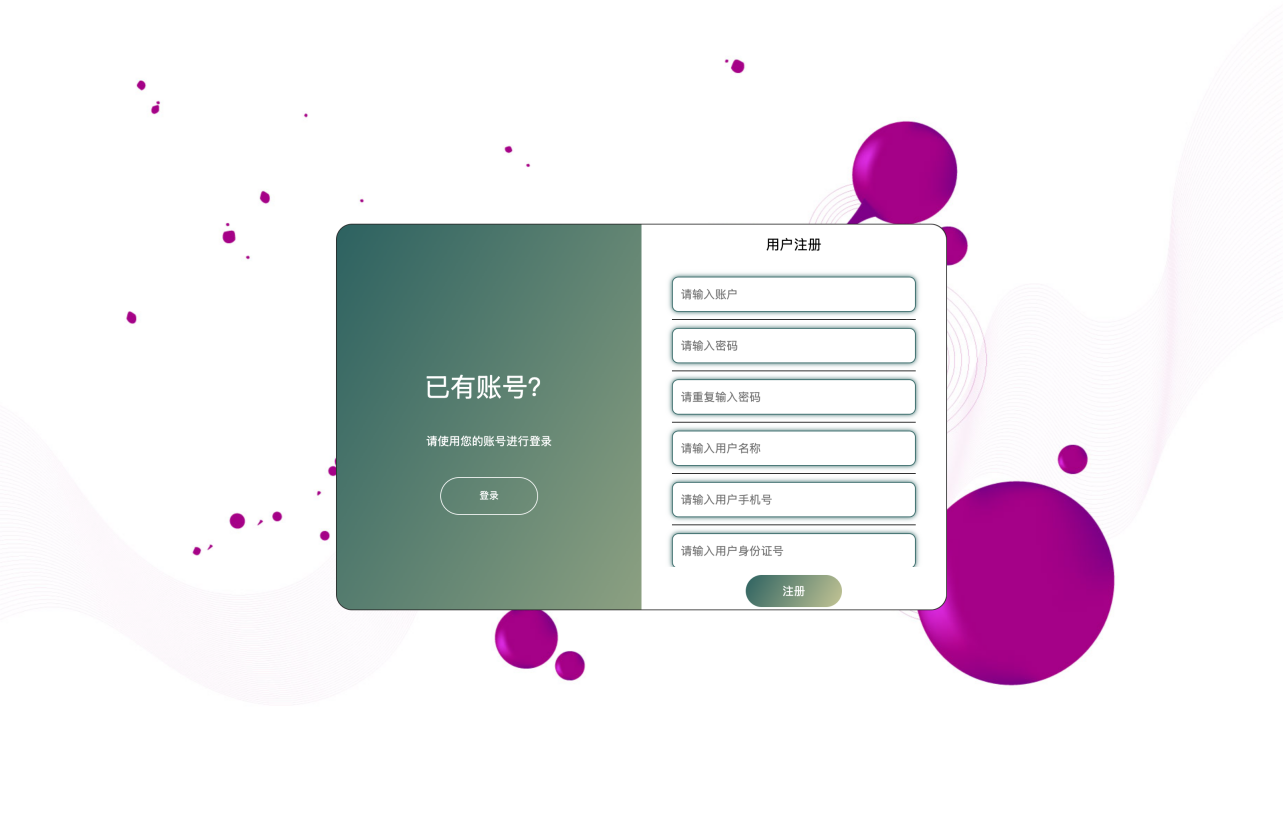 已有账号?
请使用您的账号进行登录
登录
用户注册
请输入账户
请输入密码
请重复输入密码
请输入用户名称
请输入用户手机号
请输入用户身份证号
注册